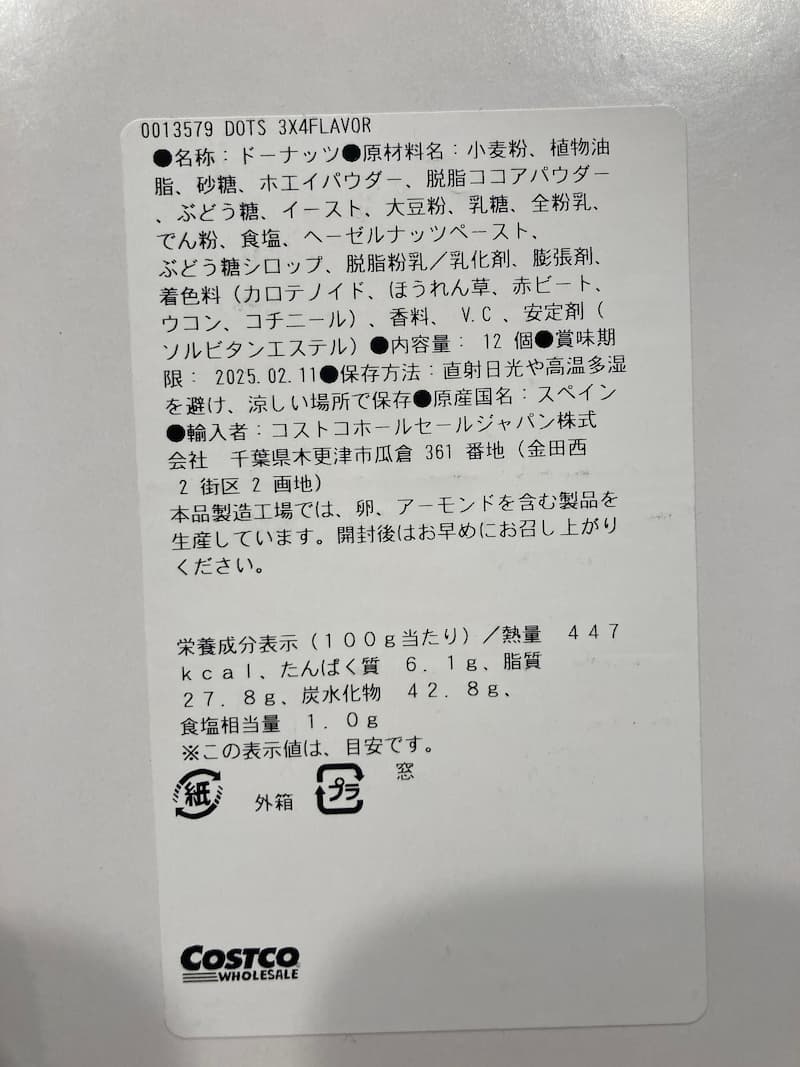 0013579 DOTS 3X4FLAVOR
●名称：ドーナッツ●原材料名：小麦粉、植物油
脂、砂糖、ホエイパウダー、脱脂ココアパウダー
、ぶどう糖、イースト、大豆粉、乳糖、全粉乳、
でん粉、食塩、ヘーゼルナッツペースト、
ぶどう糖シロップ、脱脂粉乳／乳化剤、膨張剤、
着色料（カロテノイド、ほうれん草、赤ビート、
ウコン、コチニール）、香料、V.C、安定剤（
ソルビタンエステル）●内容量：12個●賞味期
限：2025.02.11●保存方法：直射日光や高温多湿
を避け、涼しい場所で保存●原産国名：スペイン
●輸入者：コストコホールセールジャパン株式
会社 千葉県木更津市瓜倉 361 番地（金田西
2 街区 2 画地）
本品製造工場では、卵、アーモンドを含む製品を
生産しています。開封後はお早めにお召し上がり
ください。
栄養成分表示（１００ｇ当たり）／熱量 ４４７
ｋｃａｌ、たんぱく質 ６．１ｇ、脂質
２７．８ｇ、炭水化物 ４２．８ｇ、
食塩相当量 １．０ｇ
※この表示値は、目安です。
紙 外箱 プラ 窓
COSTCO
WHOLESALE